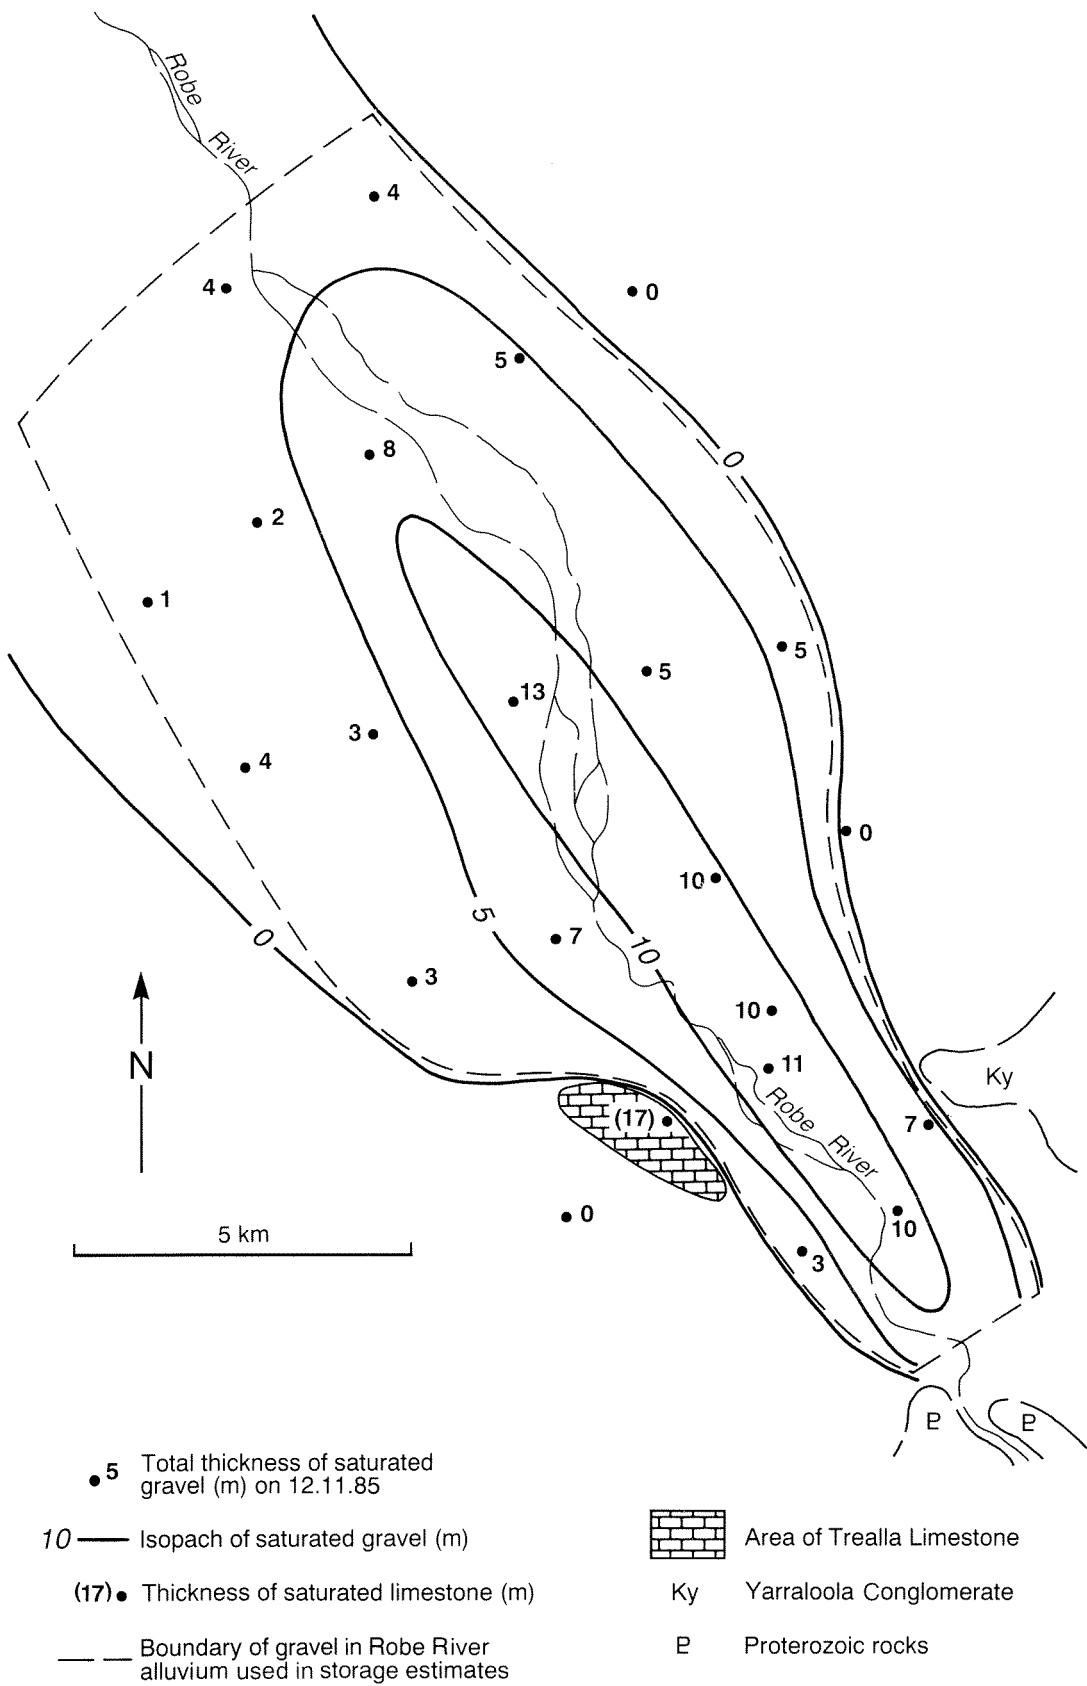 Robe
River
4
4
0
5
0
8
2
1
5
5
13
3
4
0
10
5
0
7
10
3
10
N
11
Ky
Robe River
(17)
7
0
10
5 km
3
P
P
5 Total thickness of saturated
gravel (m) on 12.11.85
10 Isopach of saturated gravel (m)
(17) Thickness of saturated limestone (m)
Boundary of gravel in Robe River
alluvium used in storage estimates
Area of Trealla Limestone
Ky Yarraloola Conglomerate
P Proterozoic rocks